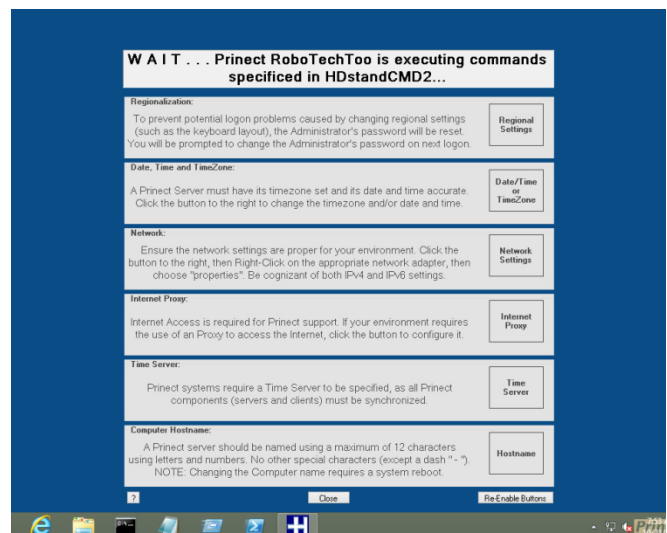 W A I T . . . Prinect RoboTechToo is executing commands
specificed in HDstandCMD2...
Regionalization:
To prevent potential logon problems caused by changing regional settings
(such as the keyboard layout), the Administrator's password will be reset.
You will be prompted to change the Administrator's password on next logon.
Regional
Settings
Date, Time and TimeZone:
A Prinect Server must have its timezone set and its date and time accurate.
Click the button to the right to change the timezone and/or date and time.
Date/Time
or
TimeZone
Network:
Ensure the network settings are proper for your environment. Click the
button to the right, then Right-Click on the appropriate network adapter, then
choose "properties". Be cognizant of both IPv4 and IPv6 settings.
Network
Settings
Internet Proxy:
Internet Access is required for Prinect support. If your environment requires
the use of an Proxy to access the Internet, click the button to configure it.
Internet
Proxy
Time Server:
Prinect systems require a Time Server to be specified, as all Prinect
components (servers and clients) must be synchronized.
Time
Server
Computer Hostname:
A Prinect server should be named using a maximum of 12 characters
using letters and numbers. No other special characters (except a dash " - ").
NOTE: Changing the Computer name requires a system reboot.
Hostname
?
Close
Re-Enable Buttons